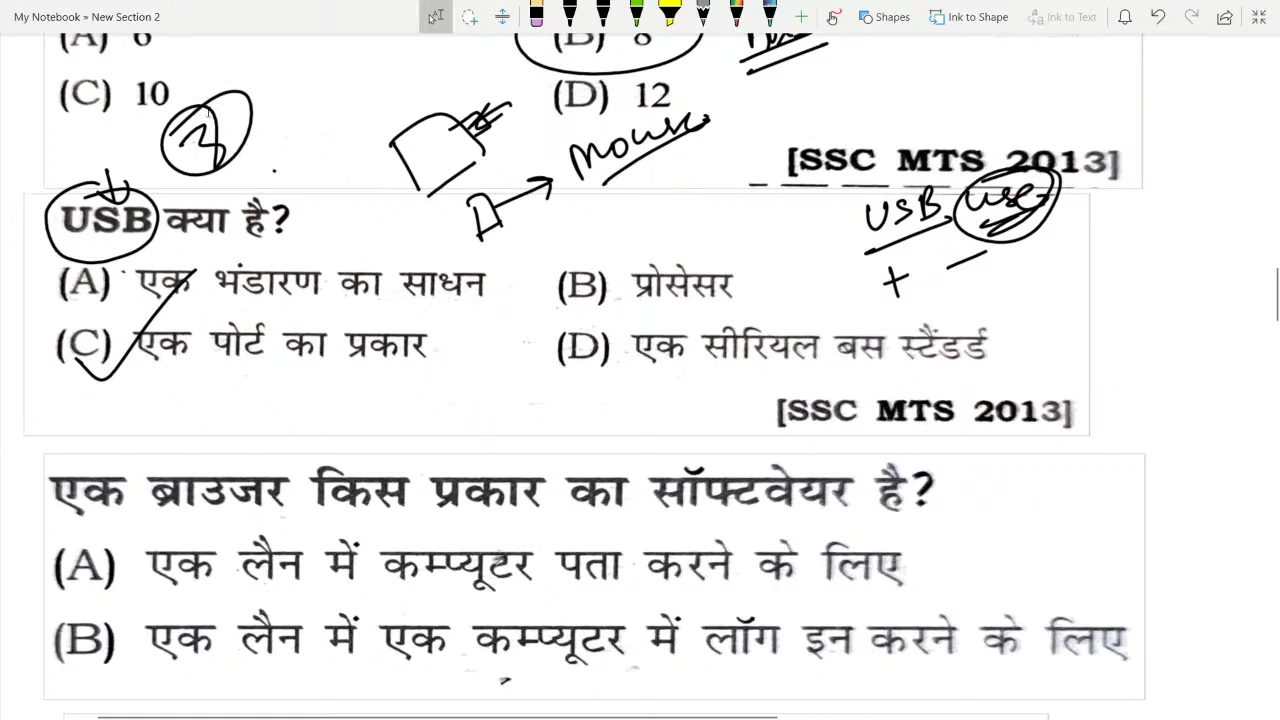 My Notebook » New Section 2
Shapes Ink to Shape Ink to Text
(A) 6 (B) 8
(C) 10 (D) 12
3
Mouse
[SSC MTS 2013]
USB क्या है?
USB
(A) एक भंडारण का साधन (B) प्रोसेसर
+ –
(C) एक पोर्ट का प्रकार (D) एक सीरियल बस स्टैंडर्ड
[SSC MTS 2013]
एक ब्राउजर किस प्रकार का सॉफ्टवेयर है?
(A) एक लैन में कम्प्यूटर पता करने के लिए
(B) एक लैन में एक कम्प्यूटर में लॉग इन करने के लिए